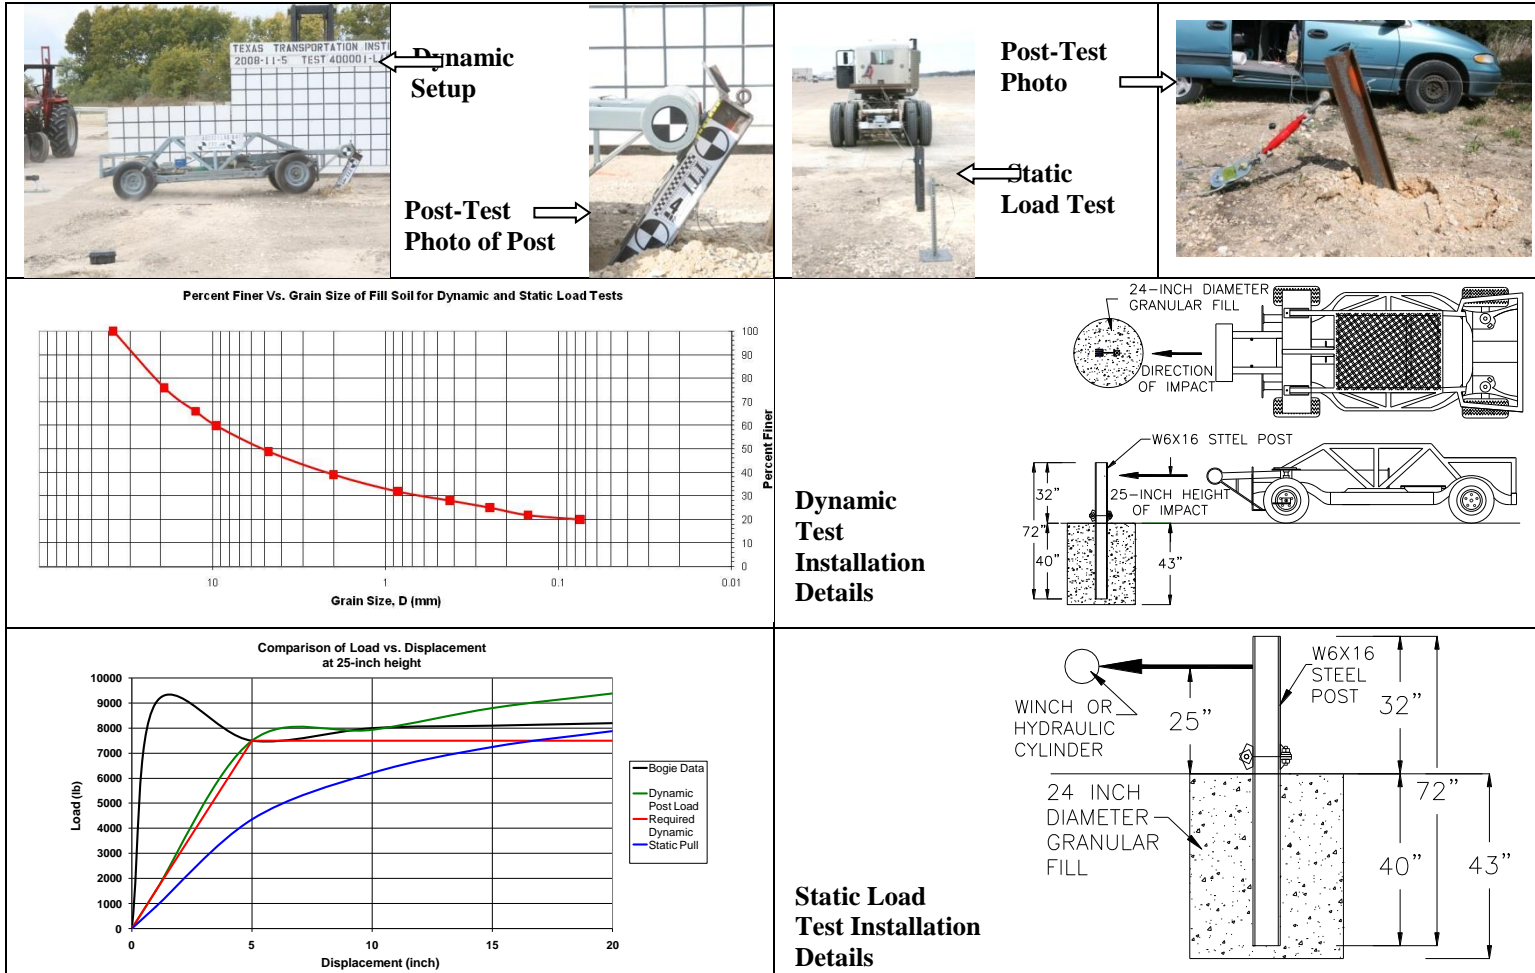 TEXAS TRANSPORTATION INSTI
2008-11-5 TEST 400001-LA
Dynamic
Setup
Post-Test
Photo of Post
Static
Load Test
Post-Test
Photo
Percent Finer Vs. Grain Size of Fill Soil for Dynamic and Static Load Tests
100
90
80
70
60
50
40
30
20
10
0
Percent Finer
10
1
0.1
0.01
Grain Size, D (mm)
24-INCH DIAMETER
GRANULAR FILL
DIRECTION
OF IMPACT
W6X16 STTEL POST
32"
25-INCH HEIGHT
OF IMPACT
72"
40"
43"
Dynamic
Test
Installation
Details
Comparison of Load vs. Displacement
at 25-inch height
10000
9000
8000
7000
6000
5000
4000
3000
2000
1000
0
Load (lb)
0
5
10
15
20
Displacement (inch)
Bogie Data
Dynamic
Post Load
Required
Dynamic
Static Pull
W6X16
STEEL
POST
WINCH OR
HYDRAULIC
CYLINDER
25"
32"
24 INCH
DIAMETER
GRANULAR
FILL
72"
40"
43"
Static Load
Test Installation
Details